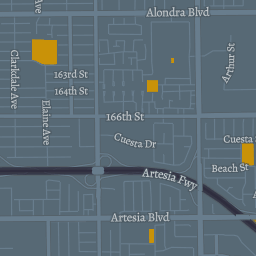 Ave
Alondra Blvd
Clarkdale Ave
Arthur St
163rd St
164th St
Elaine Ave
166th St
Cuesta Dr
Cuesta
Beach St
Artesia Fwy
Artesia Blvd